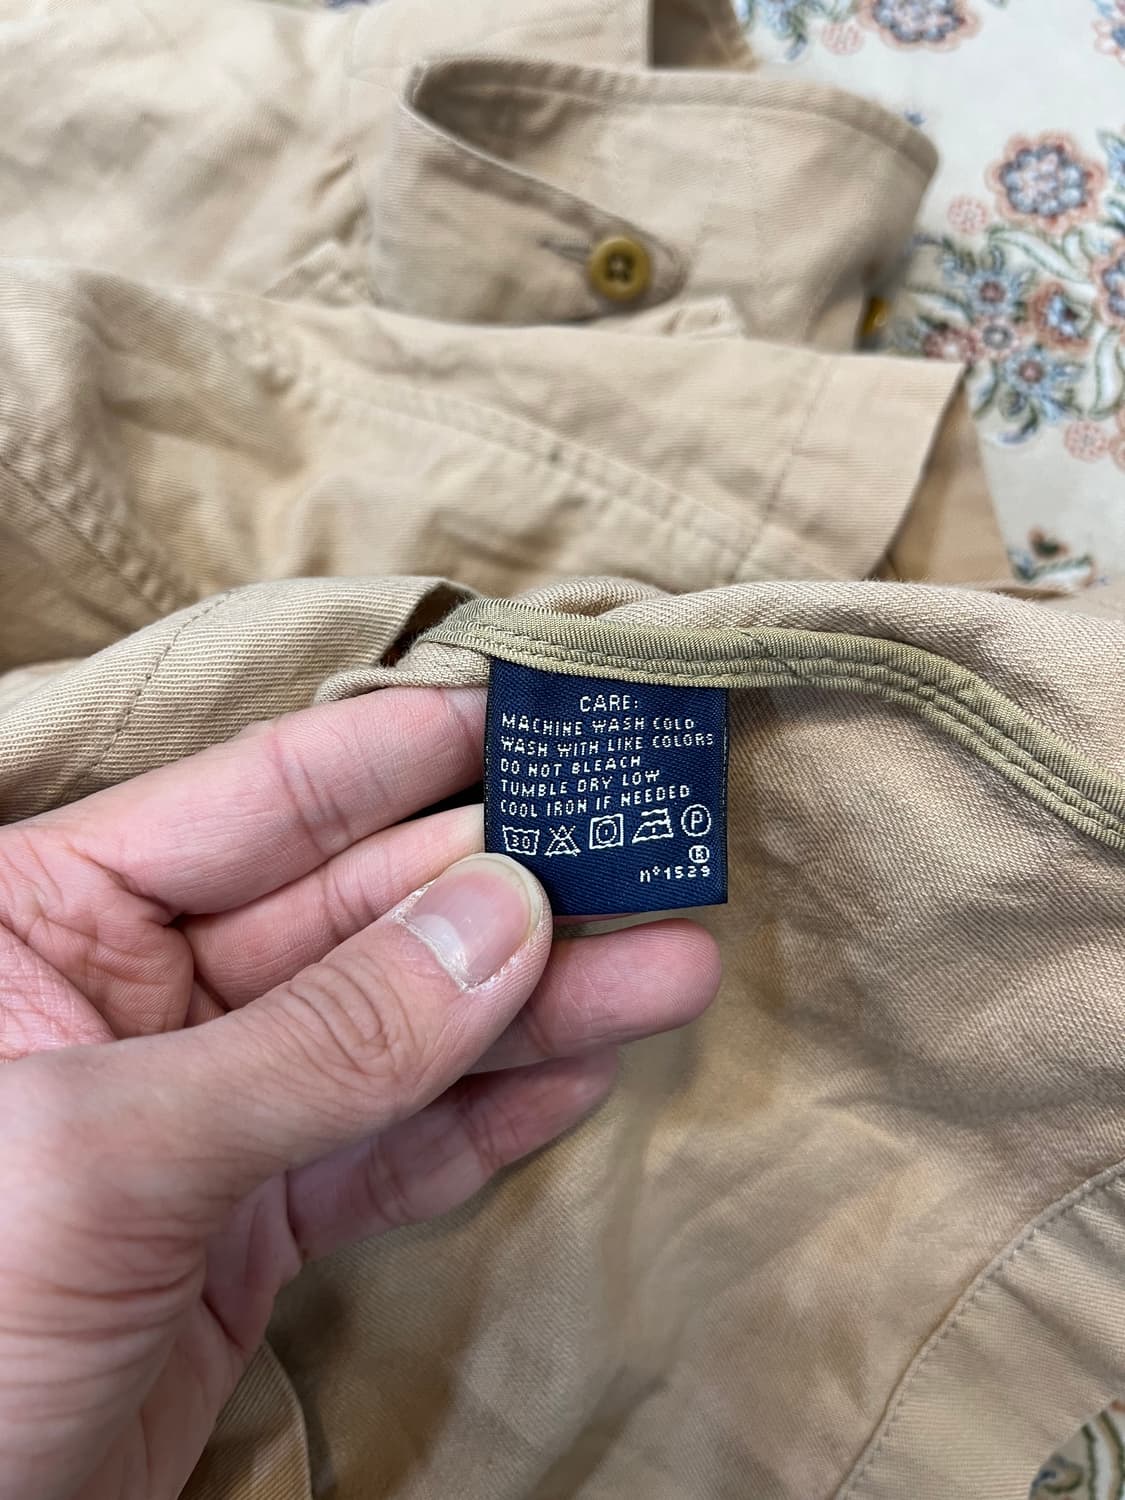 CARE:
MACHINE WASH COLD
WASH WITH LIKE COLORS
DO NOT BLEACH
TUMBLE DRY LOW
COOL IRON IF NEEDED
30 P
®
nº1529